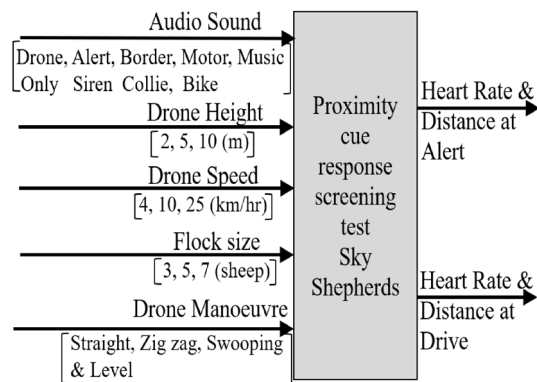 Audio Sound
Drone, Alert, Border, Motor, Music
Only Siren Collie, Bike
Drone Height
[2, 5, 10 (m)]
Drone Speed
[4, 10, 25 (km/hr)]
Flock size
[3, 5, 7 (sheep)]
Drone Manoeuvre
Straight, Zig zag, Swooping
& Level
Proximity
cue
response
screening
test
Sky
Shepherds
Heart Rate &
Distance at
Alert
Heart Rate &
Distance at
Drive